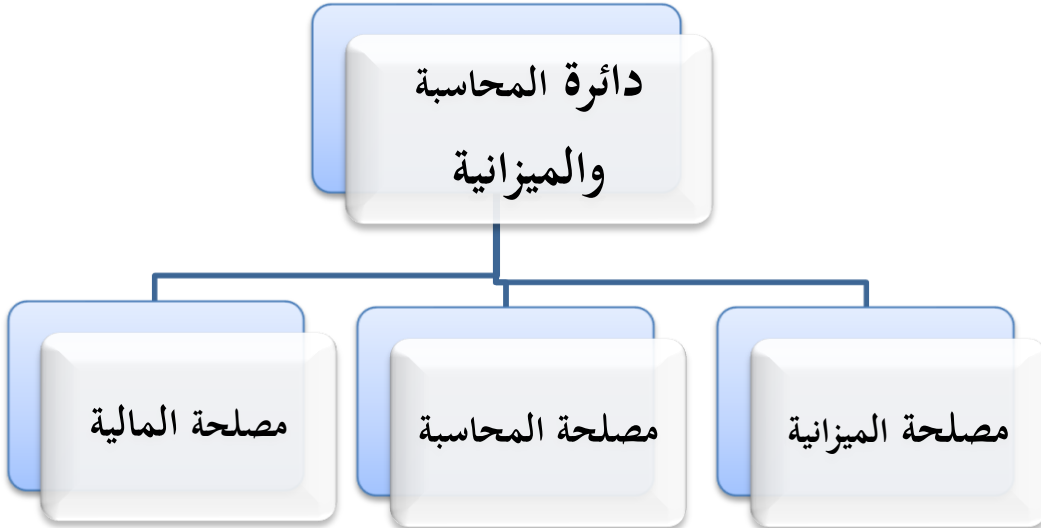 دائرة المحاسبة
والميزانية
مصلحة الميزانية
مصلحة المحاسبة
مصلحة المالية